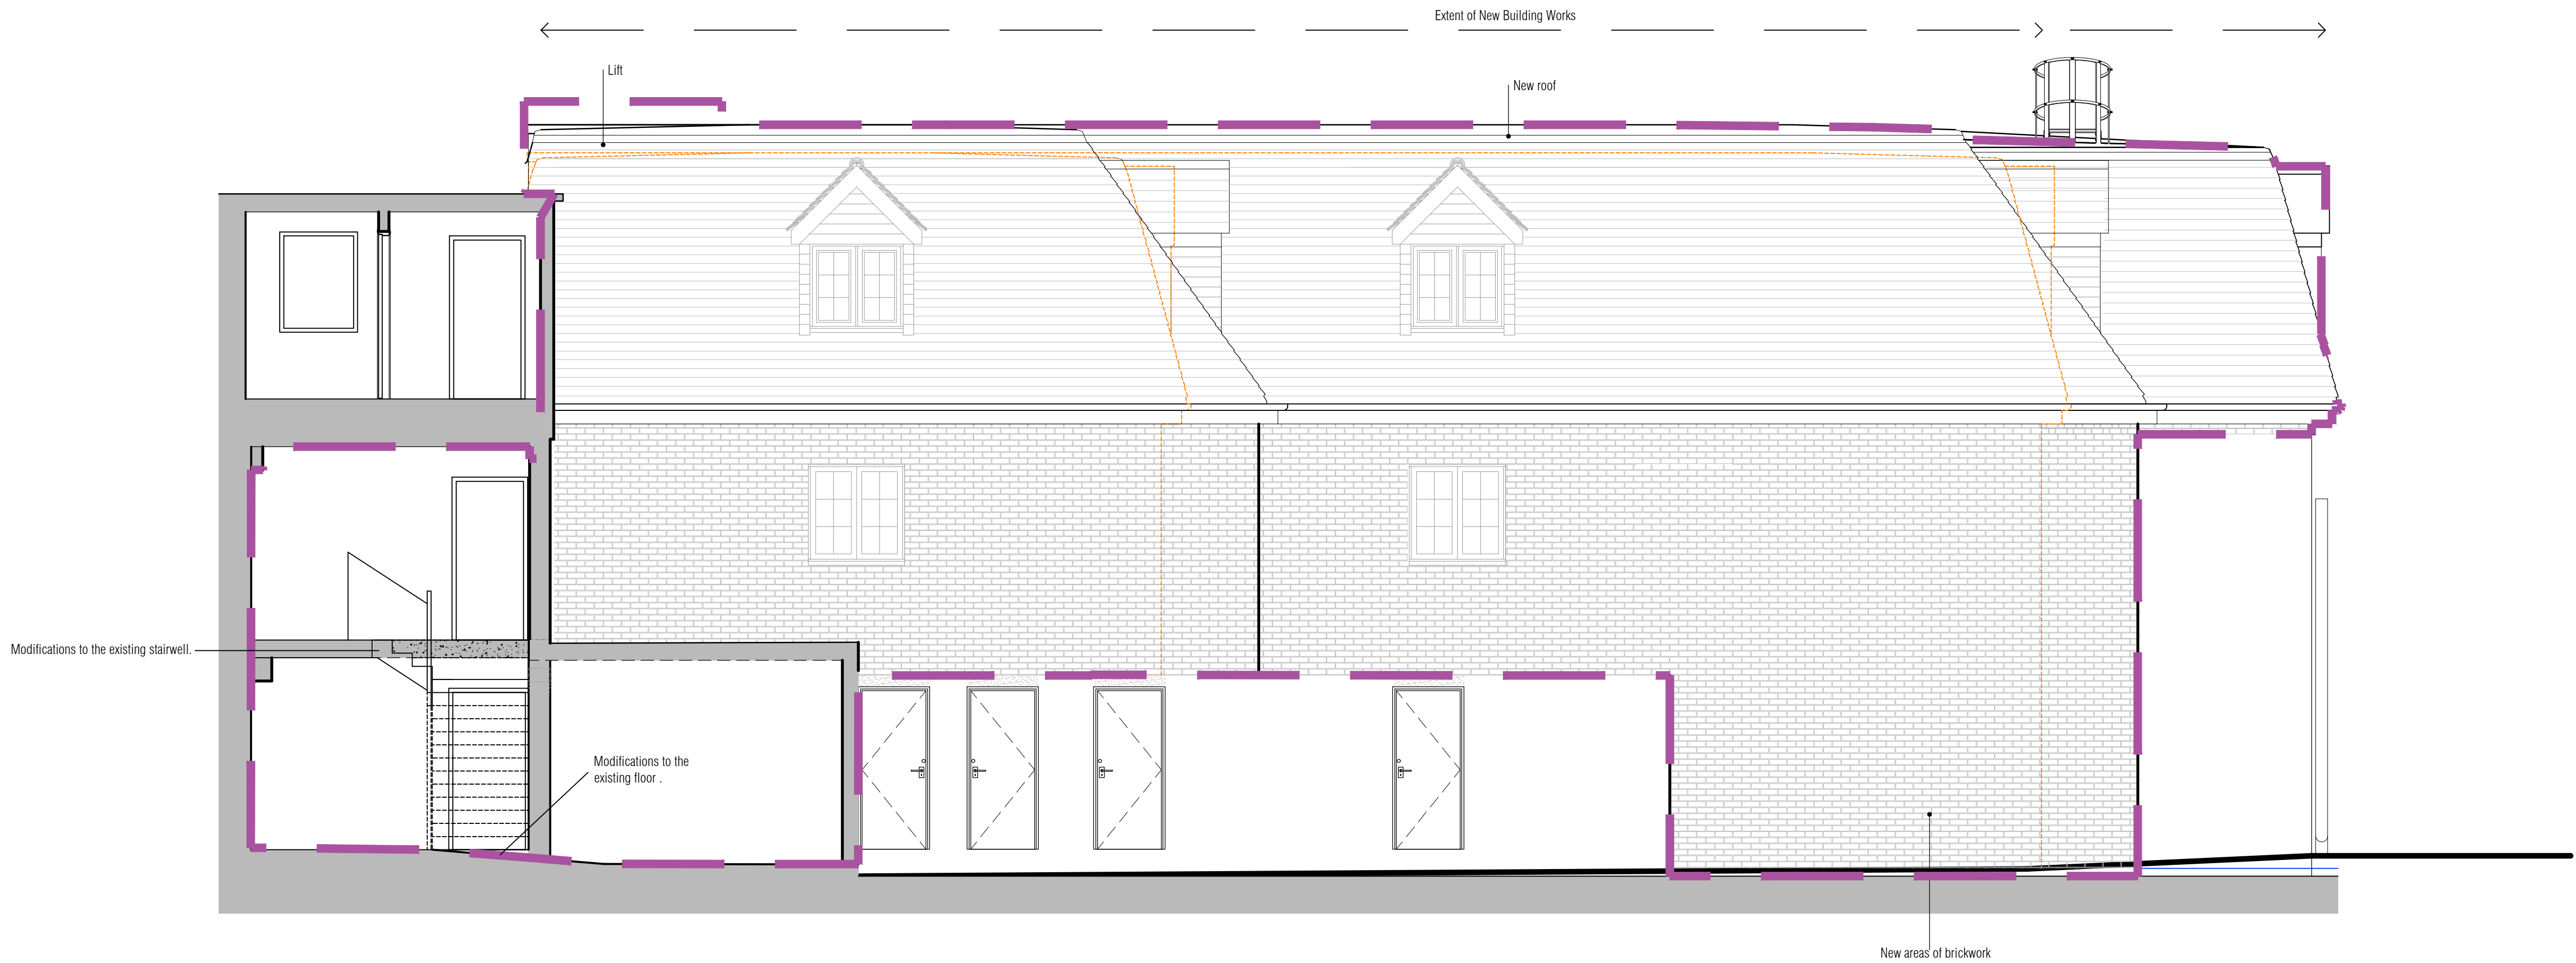 Extent of New Building Works
Lift
New roof
Modifications to the existing stairwell.
Modifications to the
existing floor .
New areas of brickwork